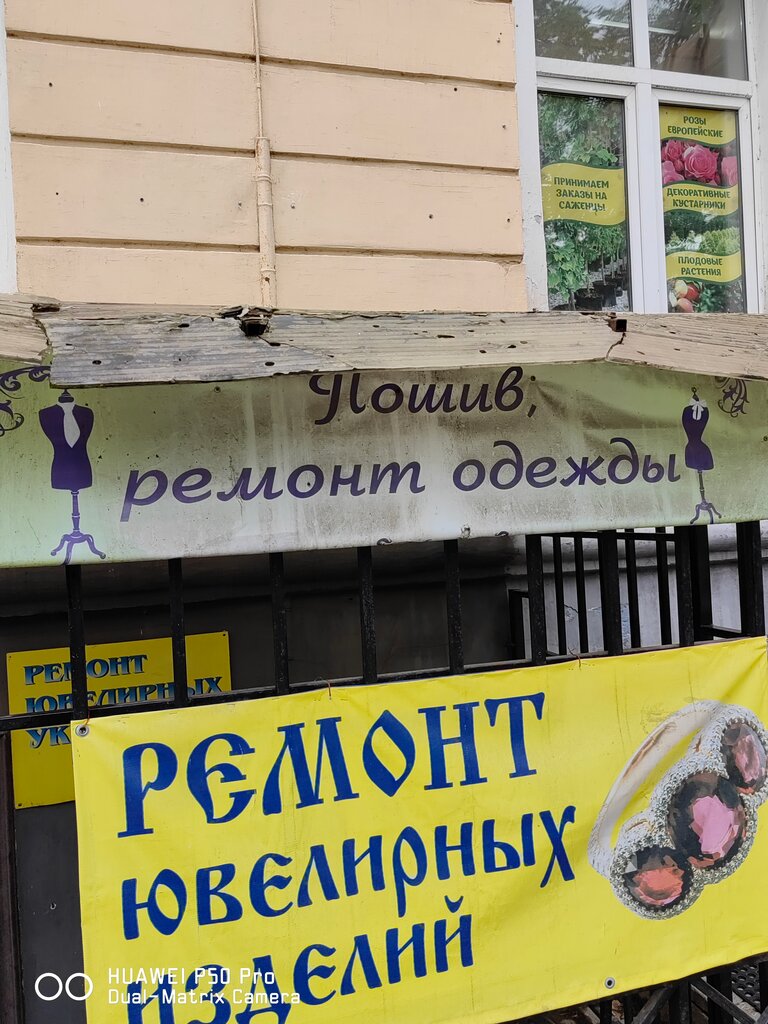 РОЗЫ
ЕВРОПЕЙСКИЕ
ПРИНИМАЕМ
ЗАКАЗЫ НА
САЖЕНЦЫ
ДЕКОРАТИВНЫЕ
КУСТАРНИКИ
ПЛОДОВЫЕ
РАСТЕНИЯ
Пошив,
ремонт одежды
РЕМОНТ
ЮВЕЛИРНЫХ
РЕМОНТ
ЮВЕЛИРНЫХ
ИЗДЕЛИЙ
HUAWEI P50 Pro
Dual-Matrix Camera